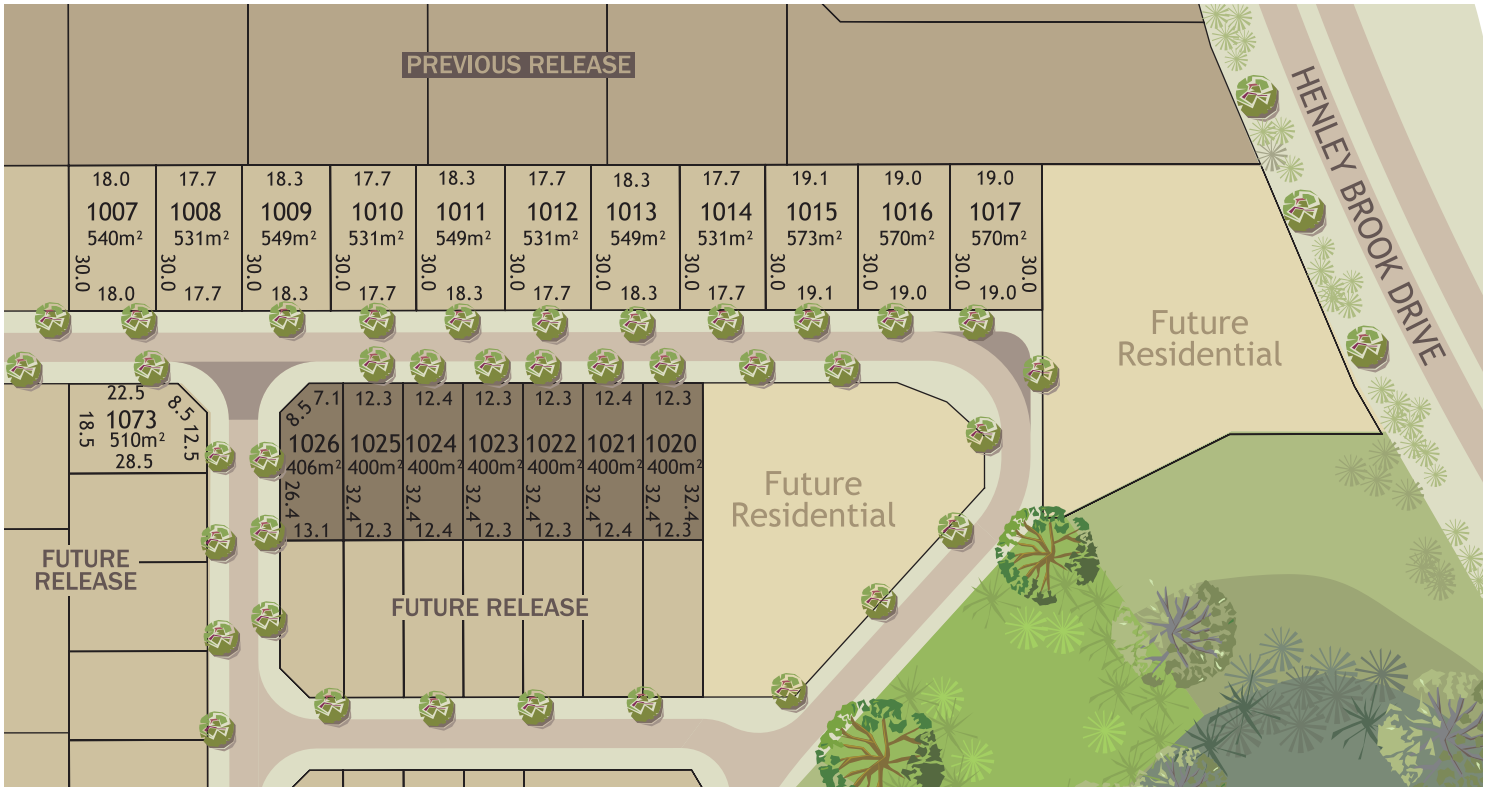 PREVIOUS RELEASE
HENLEY BROOK DRIVE
18.0 17.7 18.3 17.7 18.3 17.7 18.3 17.7 19.1 19.0 19.0
1007 1008 1009 1010 1011 1012 1013 1014 1015 1016 1017
540m² 531m² 549m² 531m² 549m² 531m² 549m² 531m² 573m² 570m² 570m²
30.0 30.0 30.0 30.0 30.0 30.0 30.0 30.0 30.0 30.0 30.0 30.0
18.0 17.7 18.3 17.7 18.3 17.7 18.3 17.7 19.1 19.0 19.0
Future
Residential
22.5
8.5
1073
18.5
510m²
12.5
28.5
8.5 7.1 12.3 12.4 12.3 12.3 12.4 12.3
1026 1025 1024 1023 1022 1021 1020
406m² 400m² 400m² 400m² 400m² 400m² 400m²
26.4 32.4 32.4 32.4 32.4 32.4 32.4 32.4
13.1 12.3 12.4 12.3 12.3 12.4 12.3
Future
Residential
FUTURE
RELEASE
FUTURE RELEASE